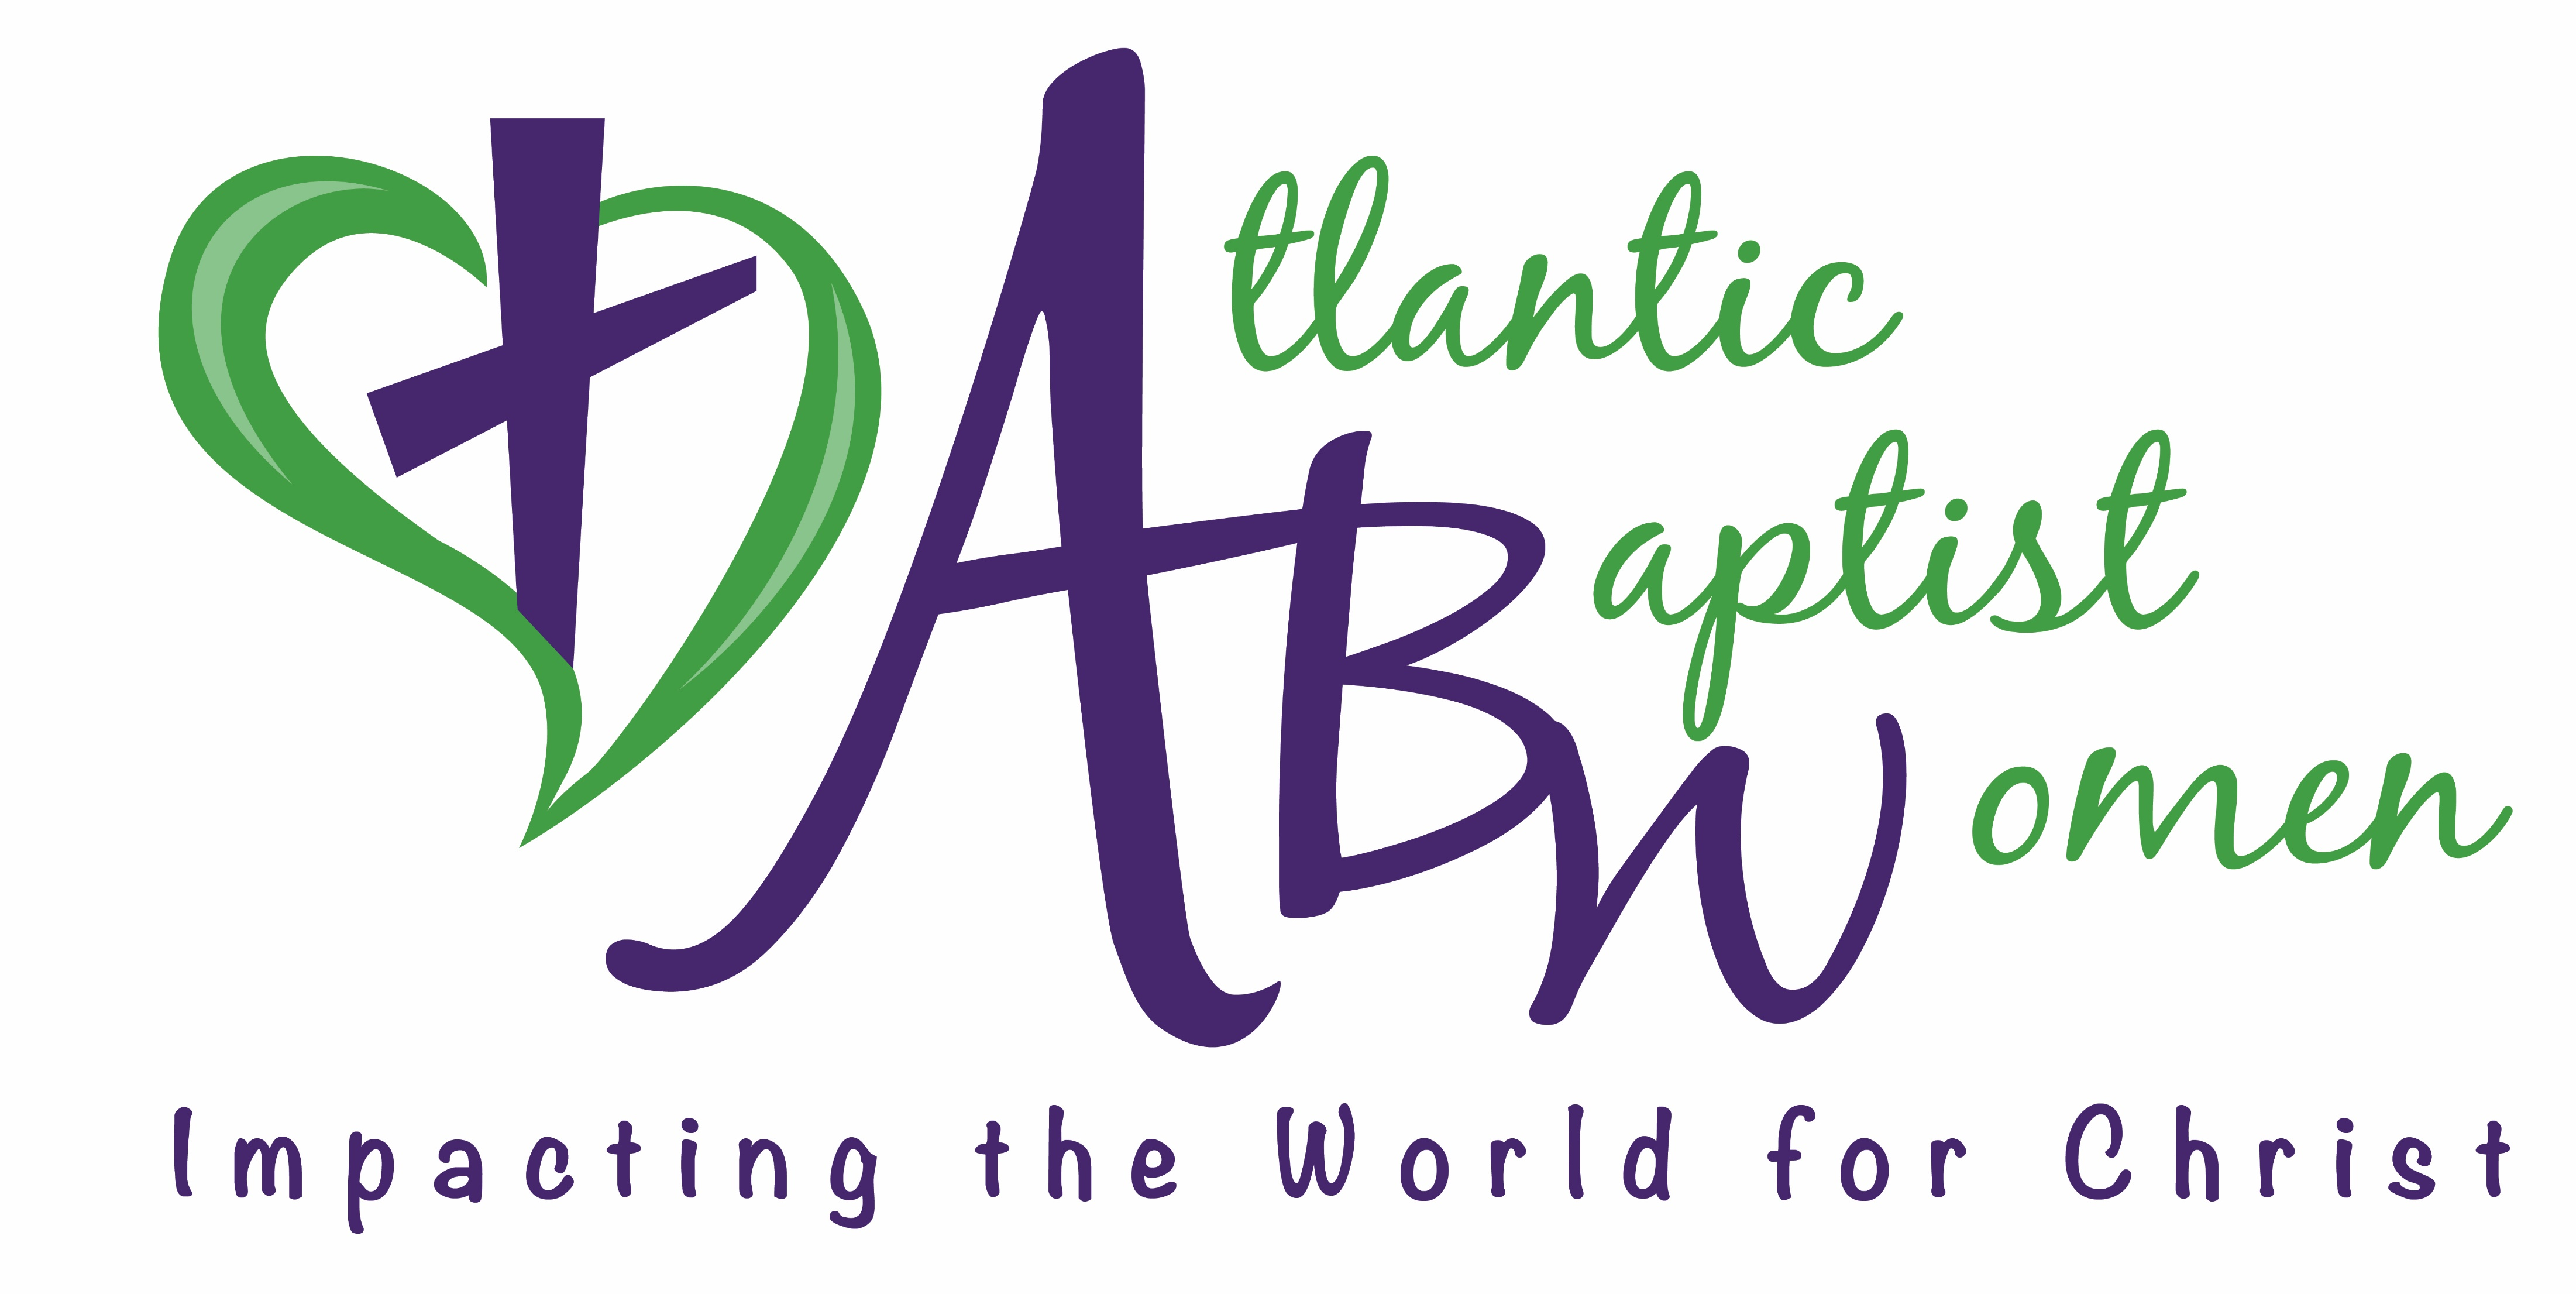 Atlantic
Baptist
Women
Impacting the World for Christ